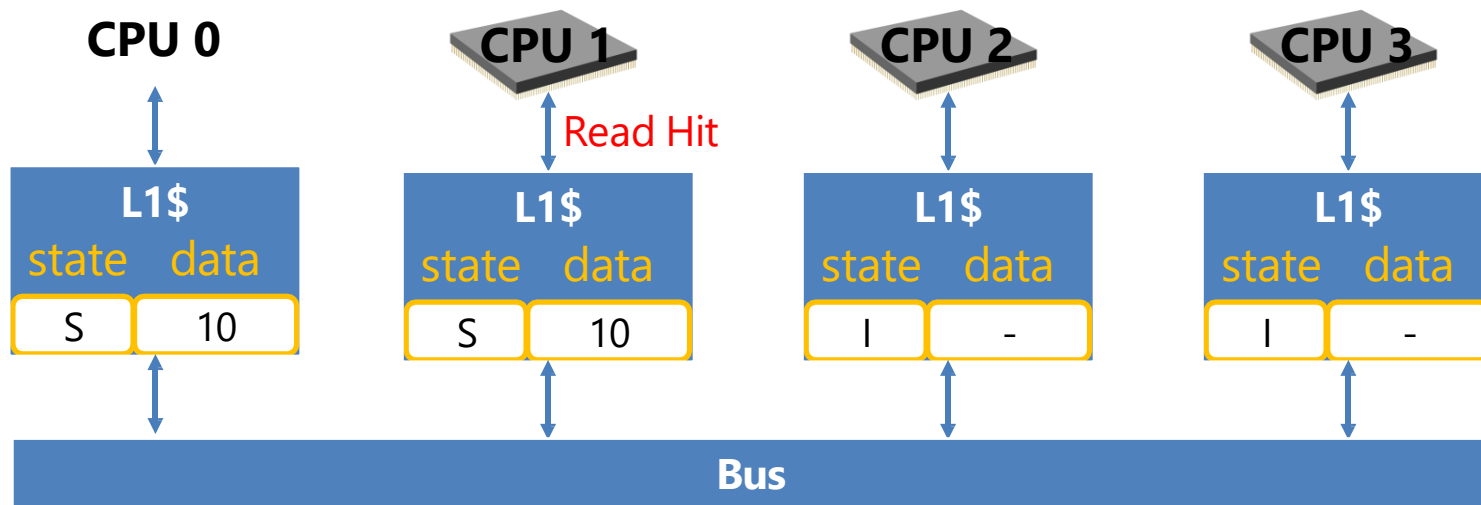 CPU 0
CPU 1
CPU 2
CPU 3
Read Hit
L1$
state data
S 10
L1$
state data
S 10
L1$
state data
I -
L1$
state data
I -
Bus